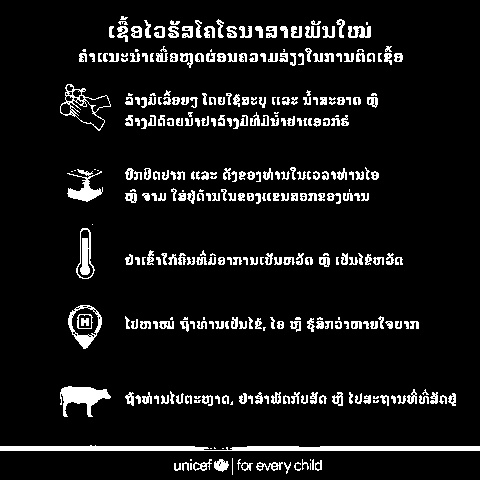 ເຊື້ອໄວຣັສໂຄໂຣນາສາຍພັນໃໝ່
ຄຳແນະນຳເພື່ອຫຼຸດຜ່ອນຄວາມສ່ຽງໃນການຕິດເຊື້ອ
ລ້າງມືເລື້ອຍໆ ໂດຍໃຊ້ສະບູ ແລະ ນ້ຳສະອາດ ຫຼື
ລ້າງມືດ້ວຍນ້ຳຢາລ້າງມືທີ່ມີນ້ຳຢາແອວກໍຮໍ
ປົກປິດປາກ ແລະ ດັງຂອງທ່ານໃນເວລາທ່ານໄອ
ຫຼື ຈາມ ໃສ່ຢູ່ດ້ານໃນຂອງແຂນສອກຂອງທ່ານ
ຢ່າເຂົ້າໃກ້ຄົນທີ່ມີອາການເປັນຫວັດ ຫຼື ເປັນໄຂ້ຫວັດ
ໄປຫາໝໍ ຖ້າທ່ານເປັນໄຂ້, ໄອ ຫຼື ຮູ້ສຶກວ່າຫາຍໃຈຍາກ
ຖ້າທ່ານໄປຕະຫຼາດ, ຢ່າສຳພັດກັບສັດ ຫຼື ໄປສະຖານທີ່ທີ່ສັດຢູ່
unicef for every child